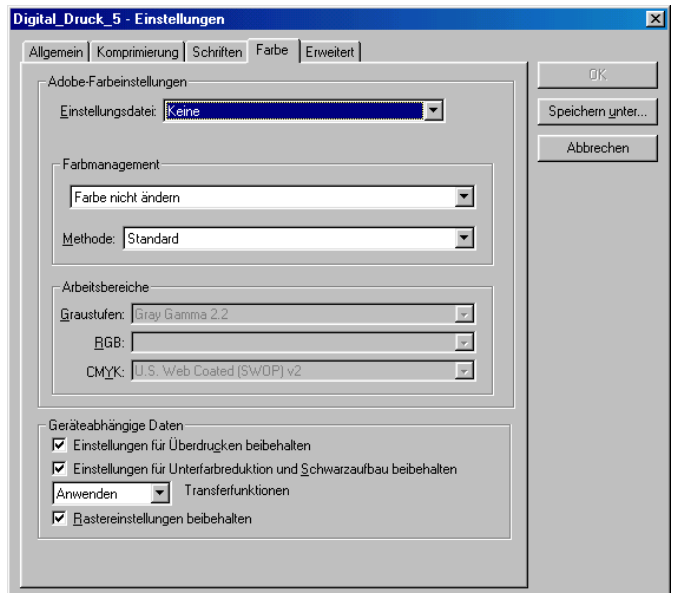 Digital_Druck_5 - Einstellungen
Allgemein Komprimierung Schriften Farbe Erweitert
Adobe-Farbeinstellungen
Einstellungsdatei: Keine
Farbmanagement
Farbe nicht ändern
Methode: Standard
Arbeitsbereiche
Graustufen: Gray Gamma 2.2
RGB:
CMYK: U.S. Web Coated (SWOP) v2
Geräteabhängige Daten
Einstellungen für Überdrucken beibehalten
Einstellungen für Unterfarbreduktion und Schwarzaufbau beibehalten
Anwenden Transferfunktionen
Rastereinstellungen beibehalten
OK
Speichern unter...
Abbrechen